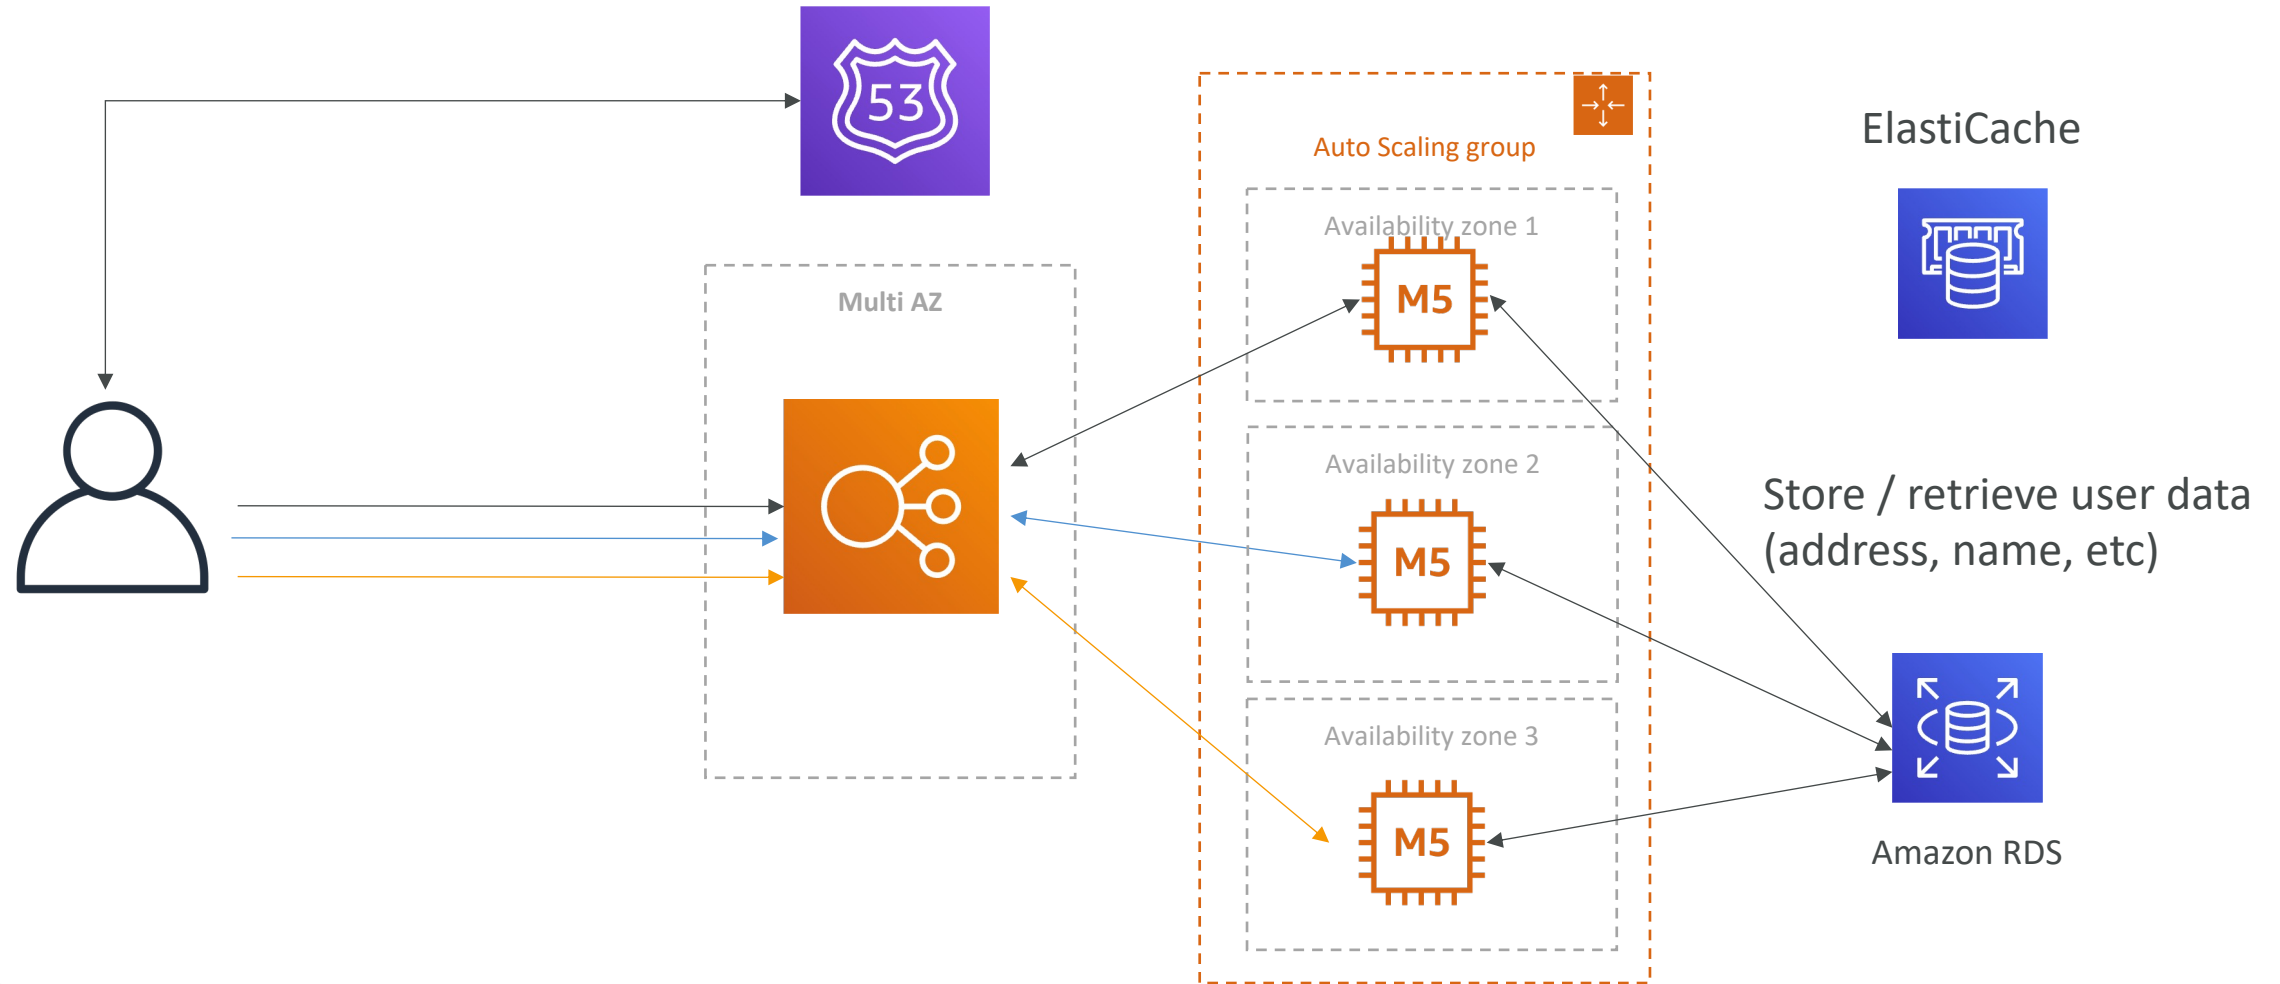 53
Auto Scaling group
ElastiCache
Availability zone 1
M5
Multi AZ
Availability zone 2
M5
Store / retrieve user data
(address, name, etc)
Availability zone 3
M5
Amazon RDS